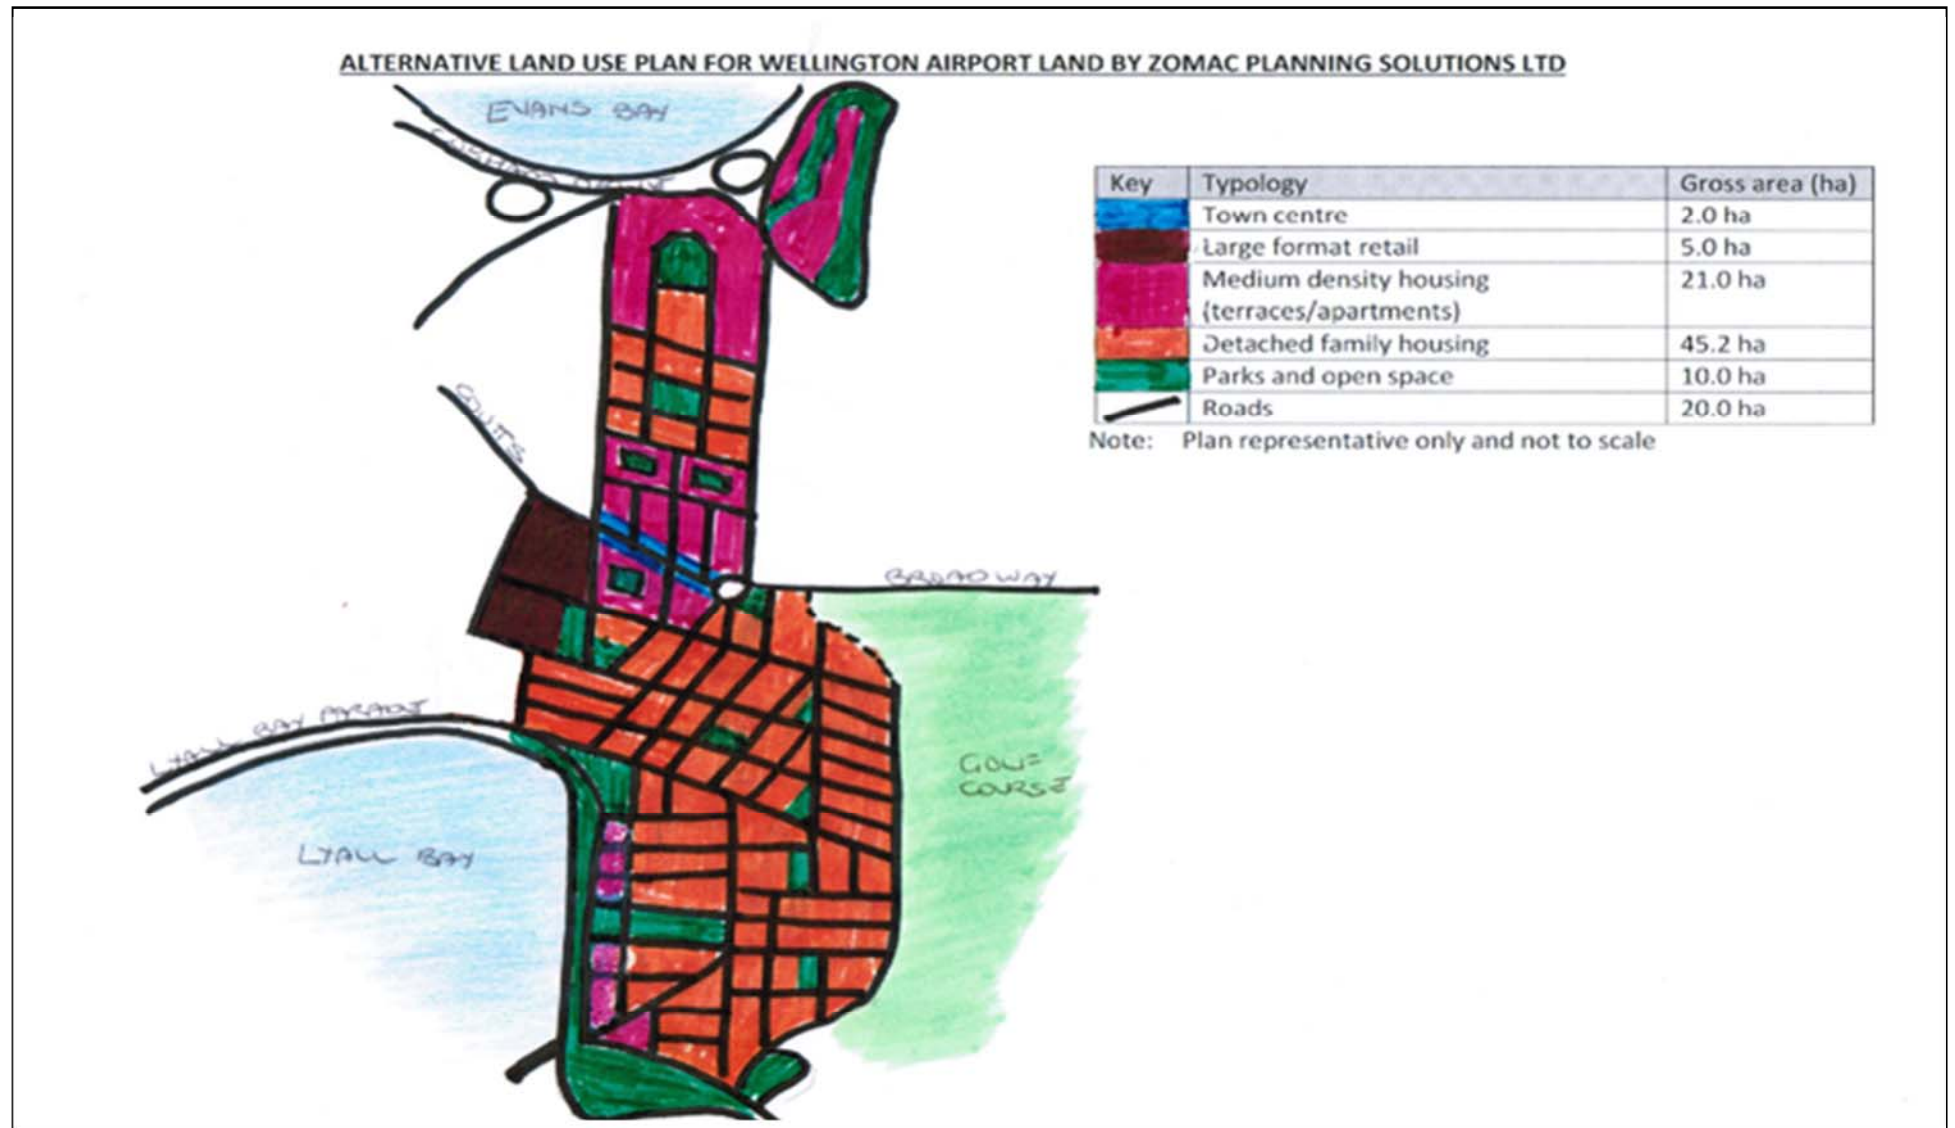 ALTERNATIVE LAND USE PLAN FOR WELLINGTON AIRPORT LAND BY ZOMAC PLANNING SOLUTIONS LTD
EVANS BAY
Key Typology Gross area (ha)
Town centre 2.0 ha
Large format retail 5.0 ha
Medium density housing 21.0 ha
(terraces/apartments)
Detached family housing 45.2 ha
Parks and open space 10.0 ha
Roads 20.0 ha
Note: Plan representative only and not to scale
COUTTS
BROADWAY
LYALL BAY PARADE
GOLF
COURSE
LYALL BAY